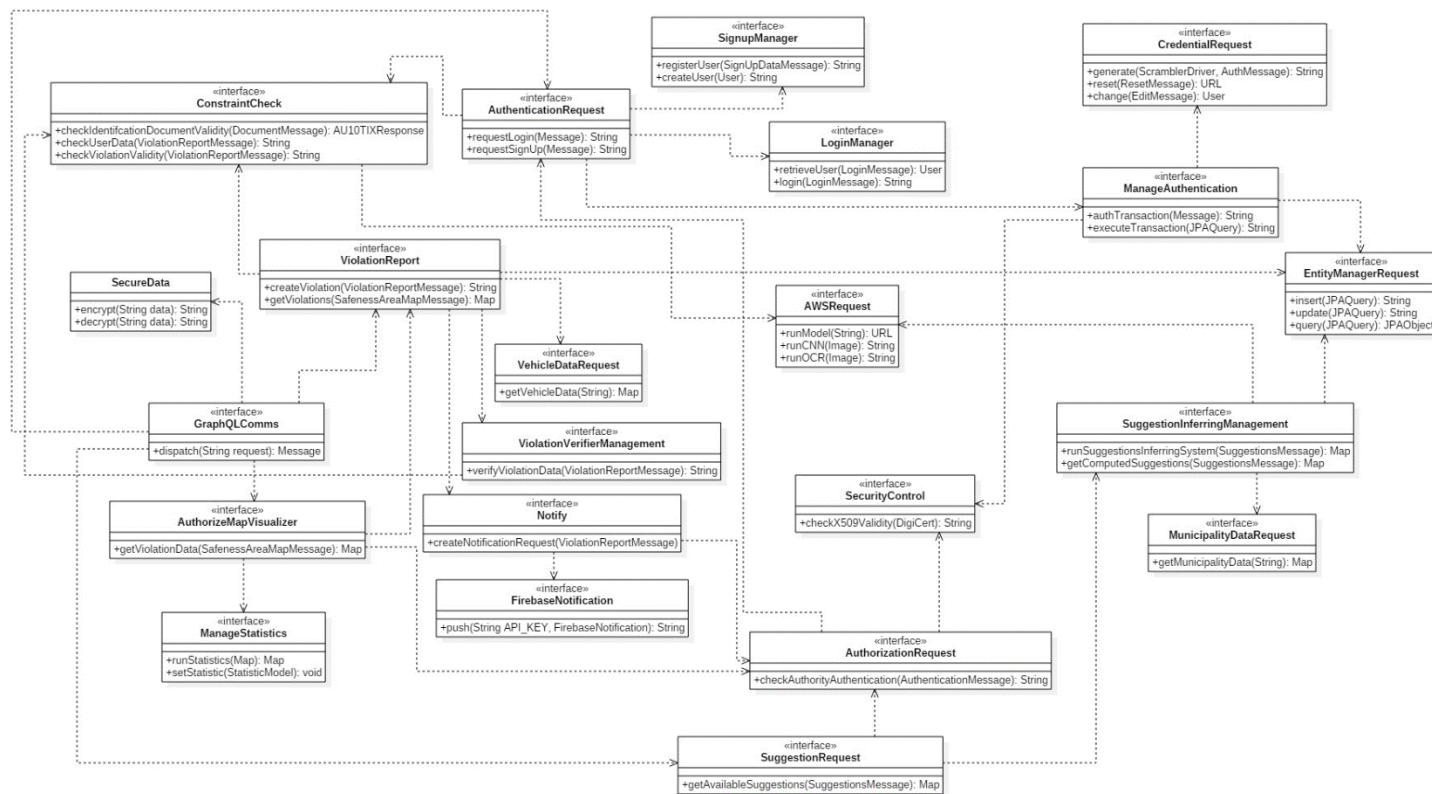 «interface»
SignupManager
+registerUser(SignUpDataMessage): String
+createUser(User): String
«interface»
CredentialRequest
+generate(ScramblerDriver, AuthMessage): String
+reset(ResetMessage): URL
+change(EditMessage): User
«interface»
ConstraintCheck
+checkIdentifcationDocumentValidity(DocumentMessage): AU10TIXResponse
+checkUserData(ViolationReportMessage): String
+checkViolationValidity(ViolationReportMessage): String
«interface»
AuthenticationRequest
+requestLogin(Message): String
+requestSignUp(Message): String
«interface»
LoginManager
+retrieveUser(LoginMessage): User
+login(LoginMessage): String
«interface»
ManageAuthentication
+authTransaction(Message): String
+executeTransaction(JPAQuery): String
«interface»
ViolationReport
+createViolation(ViolationReportMessage): String
+getViolations(SafenessAreaMapMessage): Map
«interface»
EntityManagerRequest
+insert(JPAQuery): String
+update(JPAQuery): String
+query(JPAQuery): JPAObject
SecureData
+encrypt(String data): String
+decrypt(String data): String
«interface»
AWSRequest
+runModel(String): URL
+runCNN(Image): String
+runOCR(Image): String
«interface»
VehicleDataRequest
+getVehicleData(String): Map
«interface»
GraphQLComms
+dispatch(String request): Message
«interface»
SuggestionInferringManagement
+runSuggestionsInferringSystem(SuggestionsMessage): Map
+getComputedSuggestions(SuggestionsMessage): Map
«interface»
ViolationVerifierManagement
+verifyViolationData(ViolationReportMessage): String
«interface»
SecurityControl
+checkX509Validity(DigiCert): String
«interface»
AuthorizeMapVisualizer
+getViolationData(SafenessAreaMapMessage): Map
«interface»
Notify
+createNotificationRequest(ViolationReportMessage)
«interface»
MunicipalityDataRequest
+getMunicipalityData(String): Map
«interface»
FirebaseNotification
+push(String API_KEY, FirebaseNotification): String
«interface»
ManageStatistics
+runStatistics(Map): Map
+setStatistic(StatisticModel): void
«interface»
AuthorizationRequest
+checkAuthorityAuthentication(AuthenticationMessage): String
«interface»
SuggestionRequest
+getAvailableSuggestions(SuggestionsMessage): Map